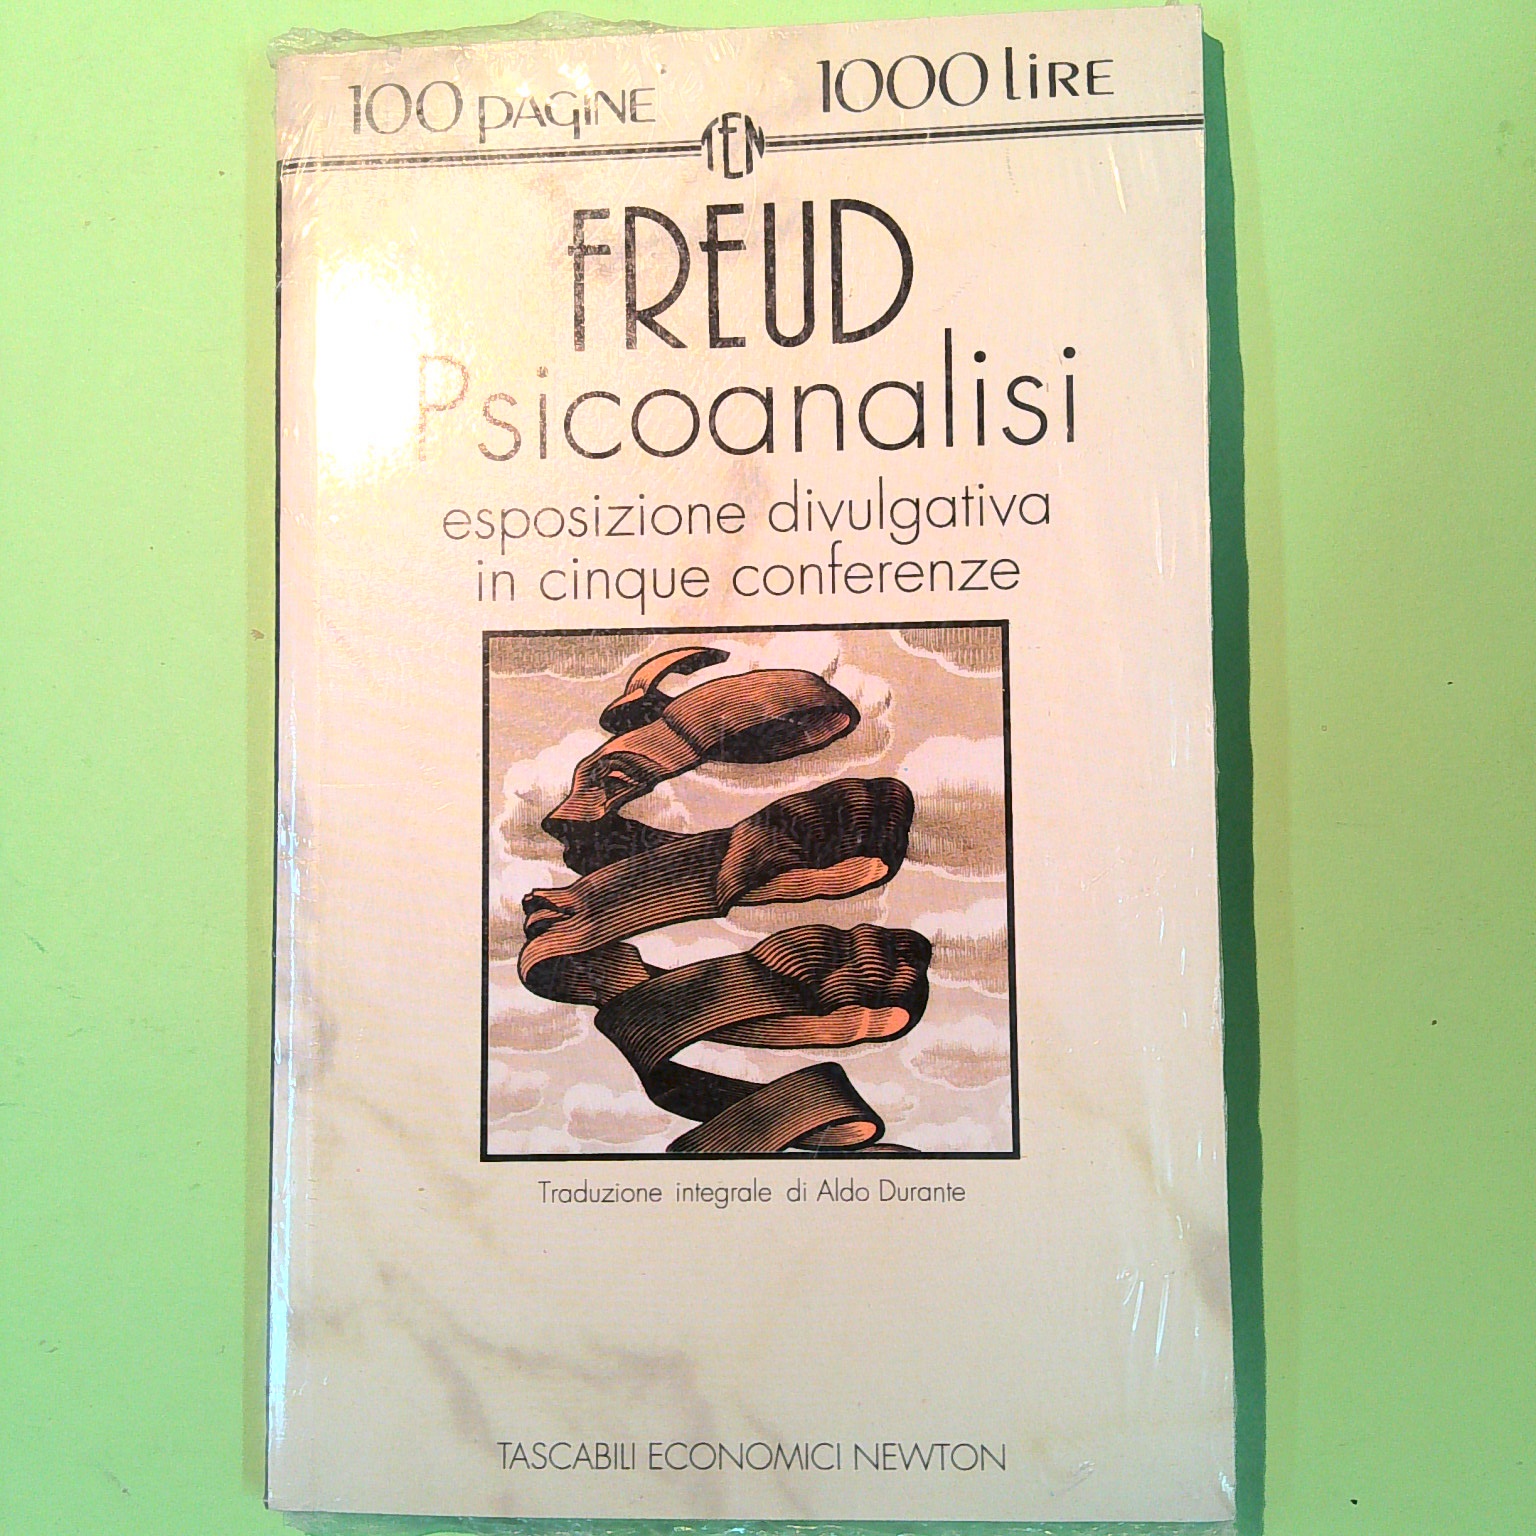 100 PAGINE 1000 LIRE
TEN
FREUD
Psicoanalisi
esposizione divulgativa
in cinque conferenze
Traduzione integrale di Aldo Durante
TASCABILI ECONOMICI NEWTON